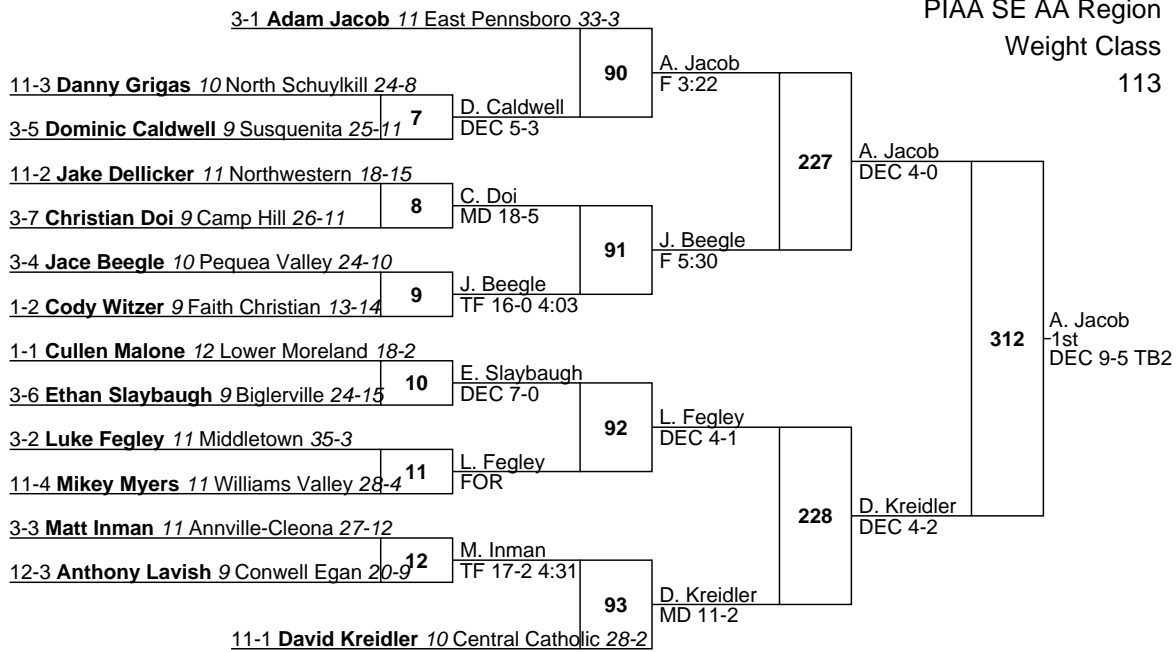 PIAA SE AA Region
Weight Class
113
3-1 Adam Jacob 11 East Pennsboro 33-3
90
A. Jacob
F 3:22
11-3 Danny Grigas 10 North Schuylkill 24-8
7
D. Caldwell
DEC 5-3
3-5 Dominic Caldwell 9 Susquenita 25-11
227
A. Jacob
DEC 4-0
11-2 Jake Dellicker 11 Northwestern 18-15
8
C. Doi
MD 18-5
3-7 Christian Doi 9 Camp Hill 26-11
91
J. Beegle
F 5:30
3-4 Jace Beegle 10 Pequea Valley 24-10
9
J. Beegle
TF 16-0 4:03
1-2 Cody Witzer 9 Faith Christian 13-14
312
A. Jacob
1st
DEC 9-5 TB2
1-1 Cullen Malone 12 Lower Moreland 18-2
10
E. Slaybaugh
DEC 7-0
3-6 Ethan Slaybaugh 9 Biglerville 24-15
92
L. Fegley
DEC 4-1
3-2 Luke Fegley 11 Middletown 35-3
11
L. Fegley
FOR
11-4 Mikey Myers 11 Williams Valley 28-4
228
D. Kreidler
DEC 4-2
3-3 Matt Inman 11 Annville-Cleona 27-12
12
M. Inman
TF 17-2 4:31
12-3 Anthony Lavish 9 Conwell Egan 20-9
93
D. Kreidler
MD 11-2
11-1 David Kreidler 10 Central Catholic 28-2